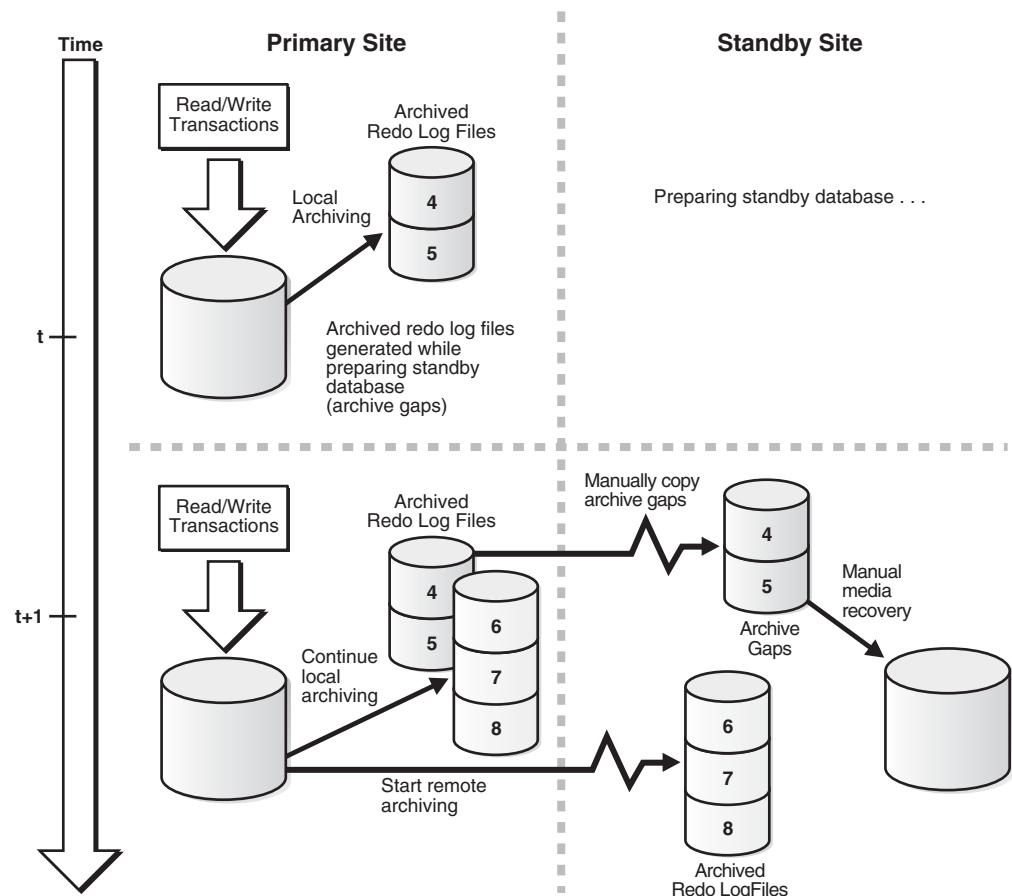 Time
Primary Site
Standby Site
Read/Write
Transactions
Archived
Redo Log Files
Local
Archiving
4
5
Preparing standby database . . .
t
Archived redo log files
generated while
preparing standby
database
(archive gaps)
Read/Write
Transactions
Archived
Redo Log Files
Manually copy
archive gaps
4
5
6
7
8
4
5
Archive
Gaps
Manual
media
recovery
t+1
Continue
local
archiving
Start remote
archiving
6
7
8
Archived
Redo LogFiles